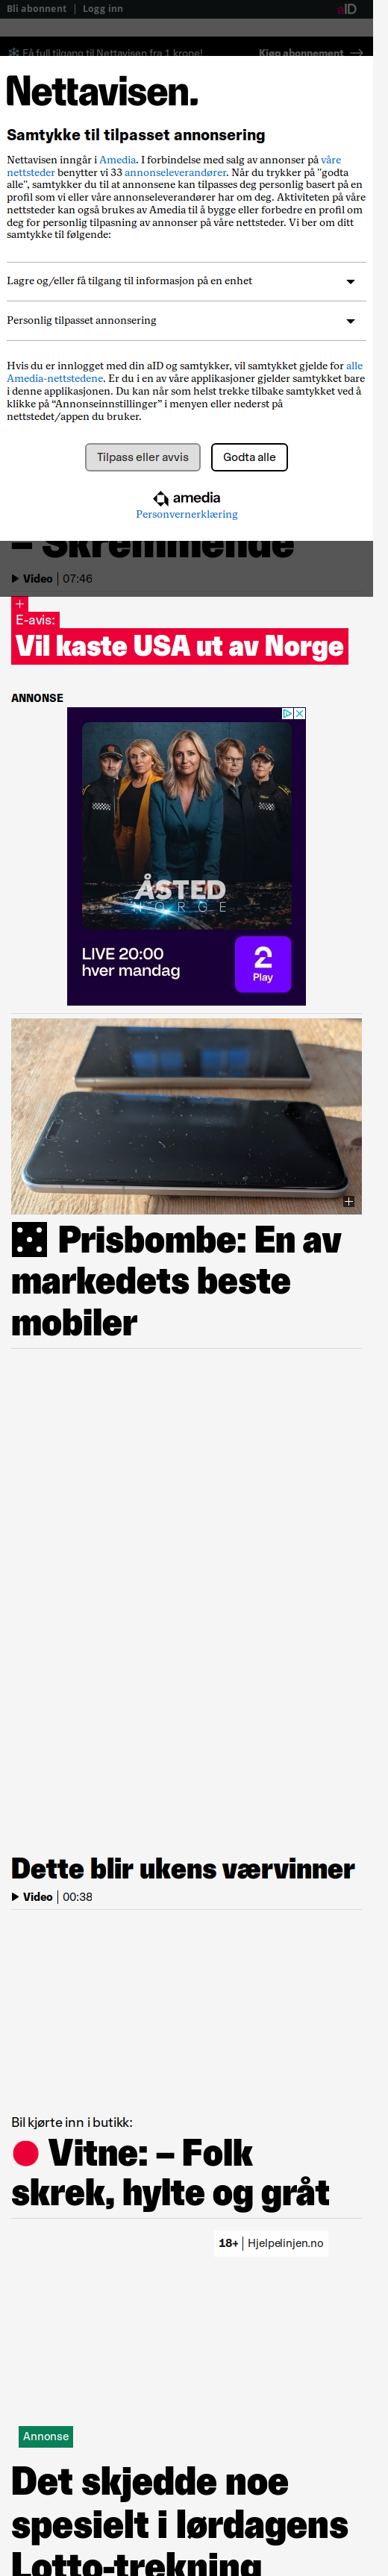 Bli abonnent | Logg inn
aID
Få full tilgang til Nettavisen fra 1 krone!
Kjøp abonnement
Nettavisen.
Samtykke til tilpasset annonsering
Nettavisen inngår i Amedia. I forbindelse med salg av annonser på våre
nettsteder benytter vi 33 annonseleverandører. Når du trykker på "godta
alle", samtykker du til at annonsene kan tilpasses deg personlig basert på en
profil som vi eller våre annonseleverandører har om deg. Aktiviteten på våre
nettsteder kan også brukes av Amedia til å bygge eller forbedre en profil om
deg for personlig tilpasning av annonser på våre nettsteder. Vi ber om ditt
samtykke til følgende:
Lagre og/eller få tilgang til informasjon på en enhet
Personlig tilpasset annonsering
Hvis du er innlogget med din aID og samtykker, vil samtykket gjelde for alle
Amedia-nettstedene. Er du i en av våre applikasjoner gjelder samtykket bare
i denne applikasjonen. Du kan når som helst trekke tilbake samtykket ved å
klikke på “Annonseinnstillinger” i menyen eller nederst på
nettstedet/appen du bruker.
Tilpass eller avvis
Godta alle
amedia
Personvernerklæring
– Skremmende
Video | 07:46
+
E-avis:
Vil kaste USA ut av Norge
ANNONSE
ÅSTED
NORGE
LIVE 20:00
hver mandag
2
Play
Prisbombe: En av
markedets beste
mobiler
Dette blir ukens værvinner
Video | 00:38
Bil kjørte inn i butikk:
Vitne: – Folk
skrek, hylte og gråt
18+ | Hjelpelinjen.no
Annonse
Det skjedde noe
spesielt i lørdagens
Lotto-trekning